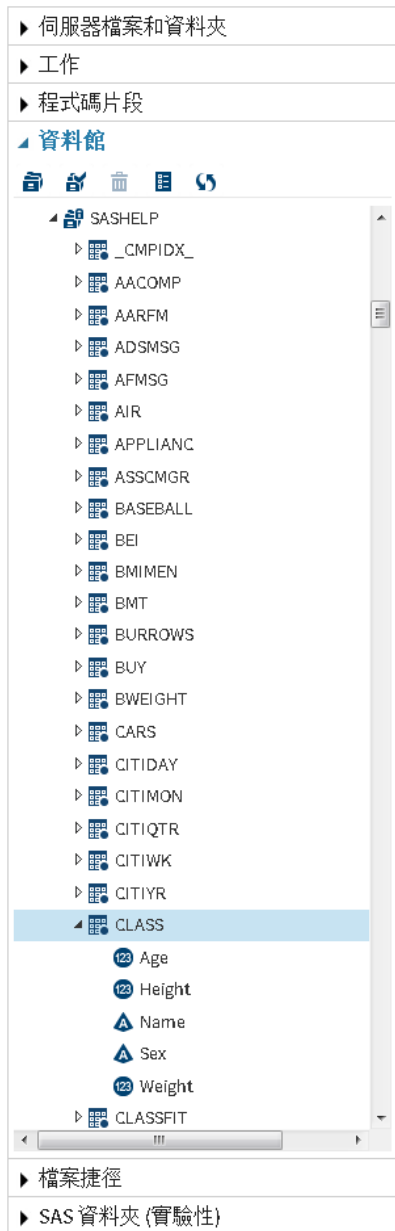 伺服器檔案和資料夾
工作
程式碼片段
資料館
SASHELP
_CMPIDX_
AACOMP
AARFM
ADSMSG
AFMSG
AIR
APPLIANC
ASSCMGR
BASEBALL
BEI
BMIMEN
BMT
BURROWS
BUY
BWEIGHT
CARS
CITIDAY
CITIMON
CITIQTR
CITIWK
CITIYR
CLASS
123 Age
123 Height
A Name
A Sex
123 Weight
CLASSFIT
檔案捷徑
SAS 資料夾 (實驗性)